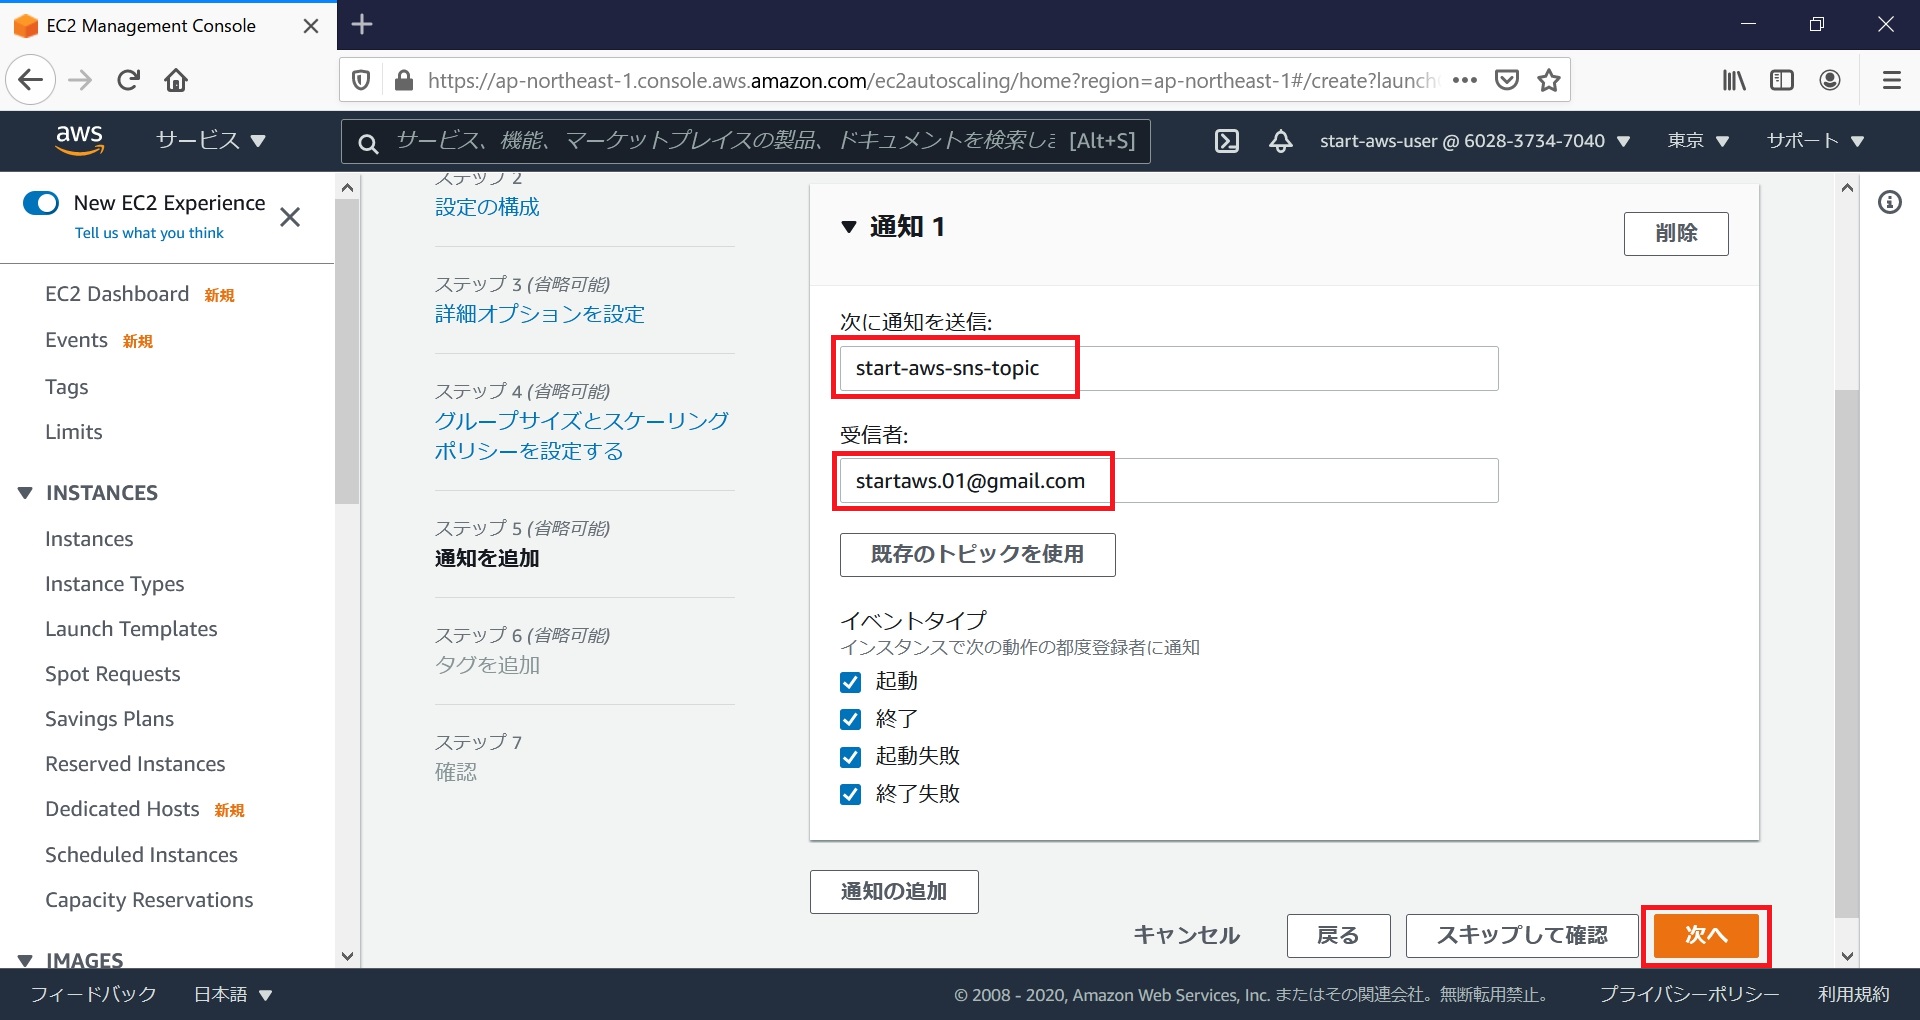 EC2 Management Console
https://ap-northeast-1.console.aws.amazon.com/ec2autoscaling/home?region=ap-northeast-1#/create?launch
aws
サービス
サービス、機能、マーケットプレイスの製品、ドキュメントを検索しま [Alt+S]
start-aws-user @ 6028-3734-7040
東京
サポート
New EC2 Experience
Tell us what you think
EC2 Dashboard 新規
Events 新規
Tags
Limits
INSTANCES
Instances
Instance Types
Launch Templates
Spot Requests
Savings Plans
Reserved Instances
Dedicated Hosts 新規
Scheduled Instances
Capacity Reservations
IMAGES
ステップ 2
設定の構成
ステップ 3 (省略可能)
詳細オプションを設定
ステップ 4 (省略可能)
グループサイズとスケーリング
ポリシーを設定する
ステップ 5 (省略可能)
通知を追加
ステップ 6 (省略可能)
タグを追加
ステップ 7
確認
通知 1
削除
次に通知を送信:
start-aws-sns-topic
受信者:
startaws.01@gmail.com
既存のトピックを使用
イベントタイプ
インスタンスで次の動作の都度登録者に通知
起動
終了
起動失敗
終了失敗
通知の追加
キャンセル
戻る
スキップして確認
次へ
フィードバック
日本語
© 2008 - 2020, Amazon Web Services, Inc. またはその関連会社。無断転用禁止。
プライバシーポリシー
利用規約